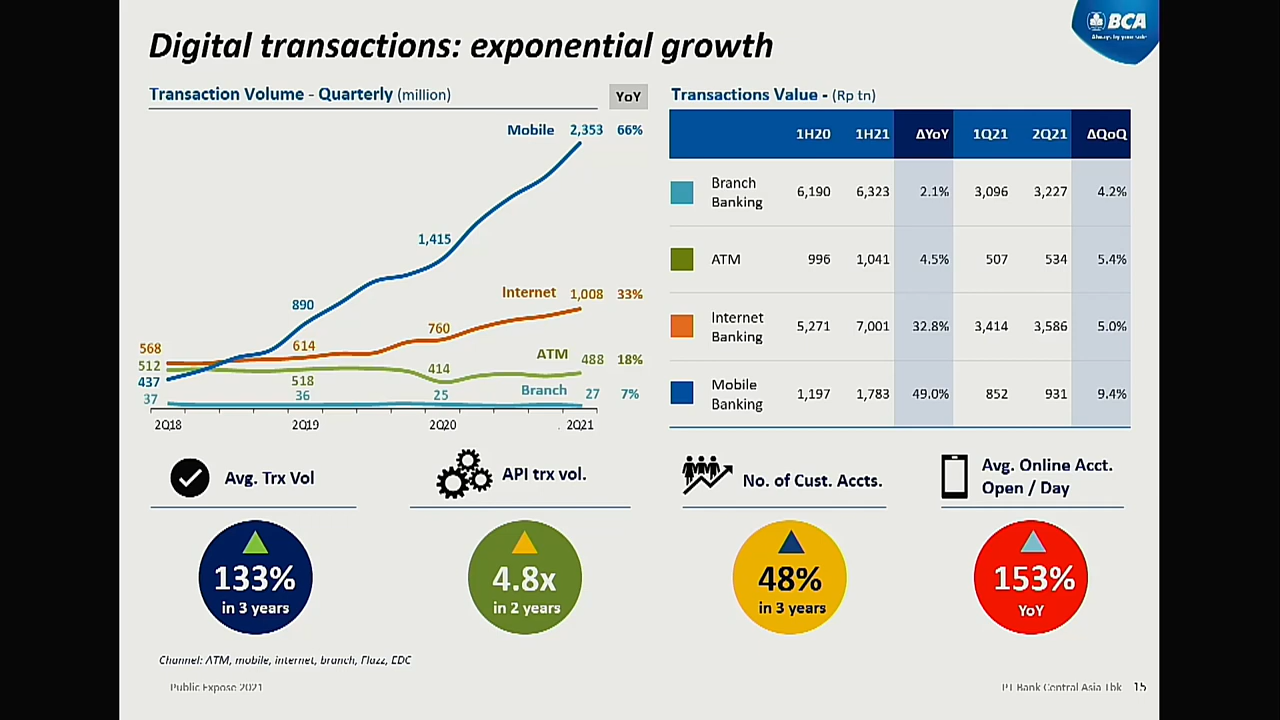 BCA
Always by your side
Digital transactions: exponential growth
Transaction Volume - Quarterly (million) YoY
Mobile 2,353 66%
1,415
890
Internet 1,008 33%
760
614
568
ATM 488 18%
512
518
414
437
Branch 27 7%
37
36
25
2Q18 2Q19 2Q20 2Q21
Transactions Value - (Rp tn)
1H20 1H21 ΔYoY 1Q21 2Q21 ΔQoQ
Branch
Banking 6,190 6,323 2.1% 3,096 3,227 4.2%
ATM 996 1,041 4.5% 507 534 5.4%
Internet
Banking 5,271 7,001 32.8% 3,414 3,586 5.0%
Mobile
Banking 1,197 1,783 49.0% 852 931 9.4%
Avg. Trx Vol
133%
in 3 years
API trx vol.
4.8x
in 2 years
No. of Cust. Accts.
48%
in 3 years
Avg. Online Acct.
Open / Day
153%
YoY
Channel: ATM, mobile, internet, branch, Flazz, EDC
Public Expose 2021
PT Bank Central Asia Tbk 15